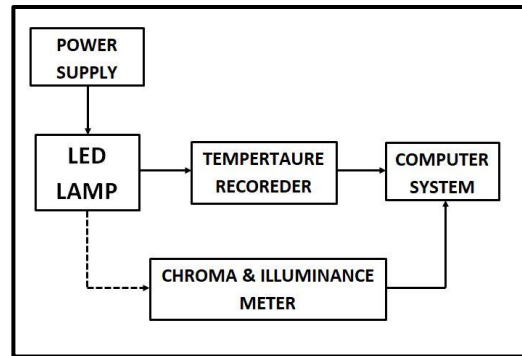 POWER
SUPPLY
LED
LAMP
TEMPERTAURE
RECOREDER
COMPUTER
SYSTEM
CHROMA & ILLUMINANCE
METER